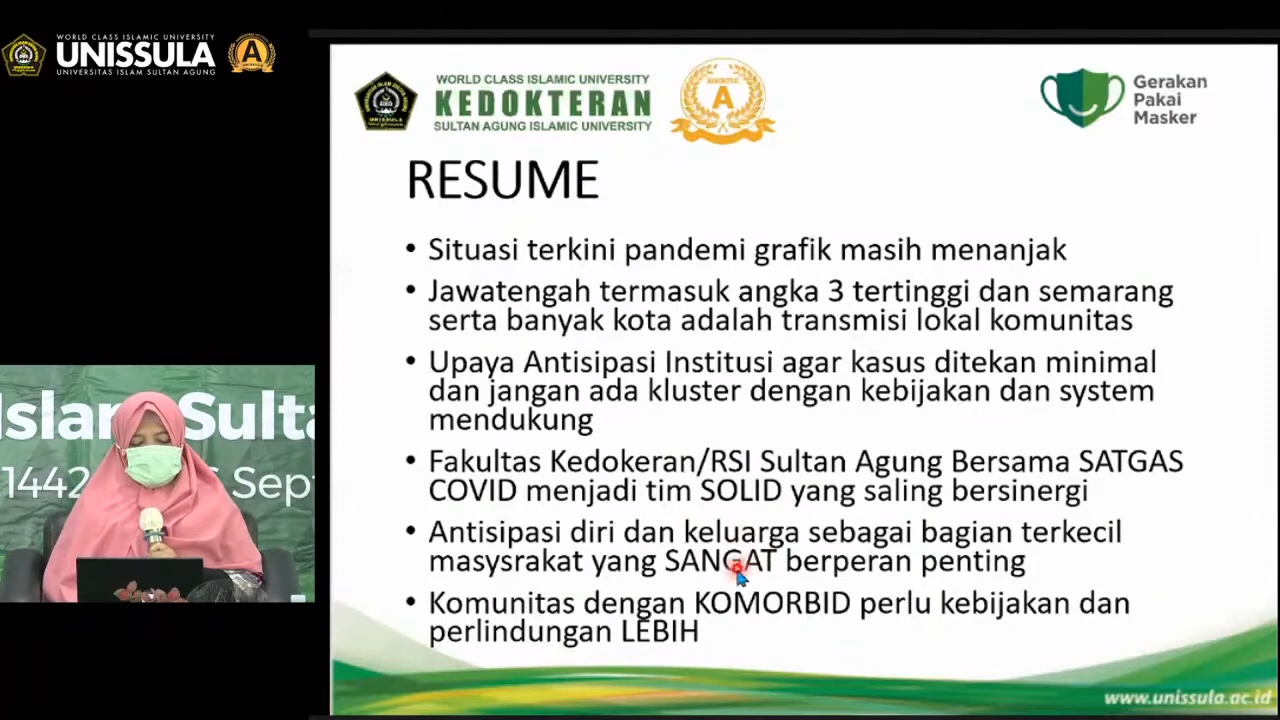 WORLD CLASS ISLAMIC UNIVERSITY
UNISSULA
UNIVERSITAS ISLAM SULTAN AGUNG
WORLD CLASS ISLAMIC UNIVERSITY
KEDOKTERAN
SULTAN AGUNG ISLAMIC UNIVERSITY
A
Gerakan
Pakai
Masker
RESUME
• Situasi terkini pandemi grafik masih menanjak
• Jawatengah termasuk angka 3 tertinggi dan semarang
serta banyak kota adalah transmisi lokal komunitas
• Upaya Antisipasi Institusi agar kasus ditekan minimal
dan jangan ada kluster dengan kebijakan dan system
mendukung
• Fakultas Kedokeran/RSI Sultan Agung Bersama SATGAS
COVID menjadi tim SOLID yang saling bersinergi
• Antisipasi diri dan keluarga sebagai bagian terkecil
masysrakat yang SANGAT berperan penting
• Komunitas dengan KOMORBID perlu kebijakan dan
perlindungan LEBIH
www.unissula.ac.id
Islam Sulta
1442 Sept